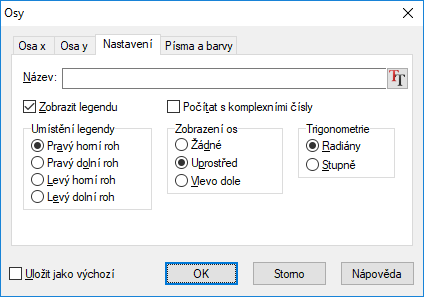 Osy
Osa x Osa y Nastavení Písma a barvy
Název:
Zobrazit legendu Počítat s komplexními čísly
Umístění legendy Zobrazení os Trigonometrie
Pravý horní roh Žádné Radiány
Pravý dolní roh Uprostřed Stupně
Levý horní roh Vlevo dole
Levý dolní roh
Uložit jako výchozí OK Storno Nápověda